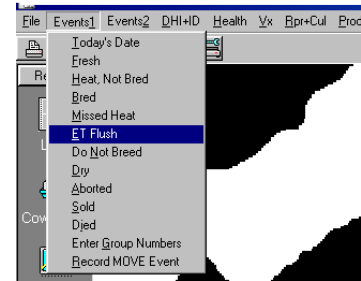 File Events1 Events2 DHI+ID Health Vx Rpr+Cul Proc
Today's Date
Fresh
Heat, Not Bred
Bred
Missed Heat
ET Flush
Do Not Breed
Dry
Aborted
Sold
Died
Enter Group Numbers
Record MOVE Event
Re
L
Cow